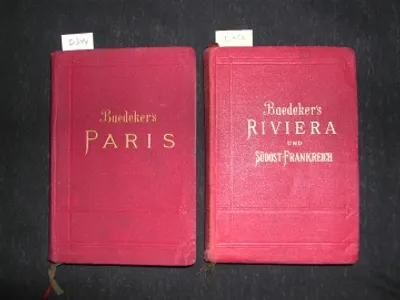 Baedeker's
PARIS
Baedeker's
RIVIERA
UND
SÜDOST-FRANKREICH